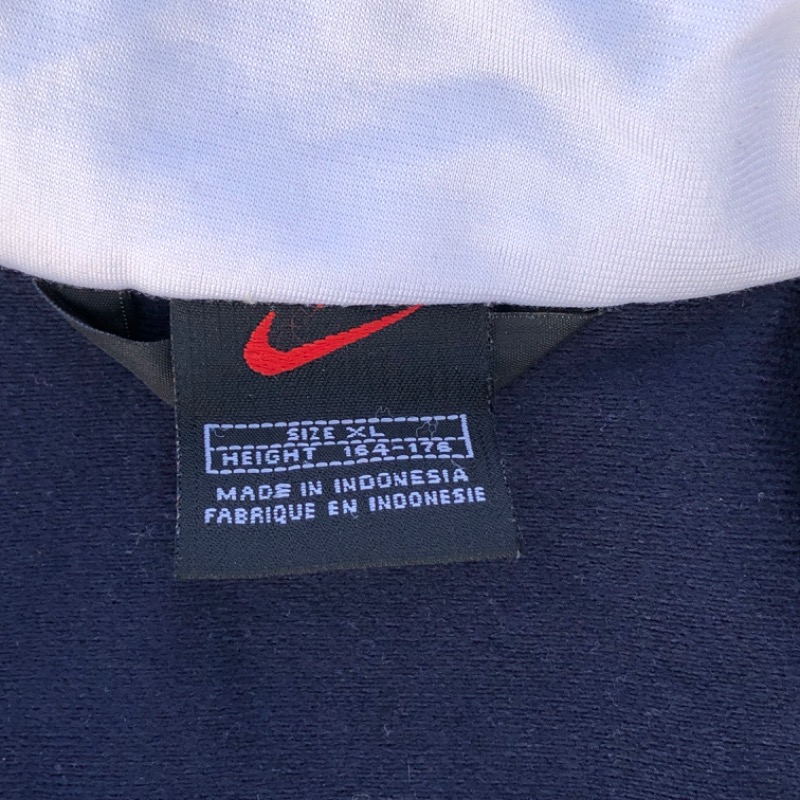 SIZE XL
HEIGHT 164-176
MADE IN INDONESIA
FABRIQUE EN INDONESIE